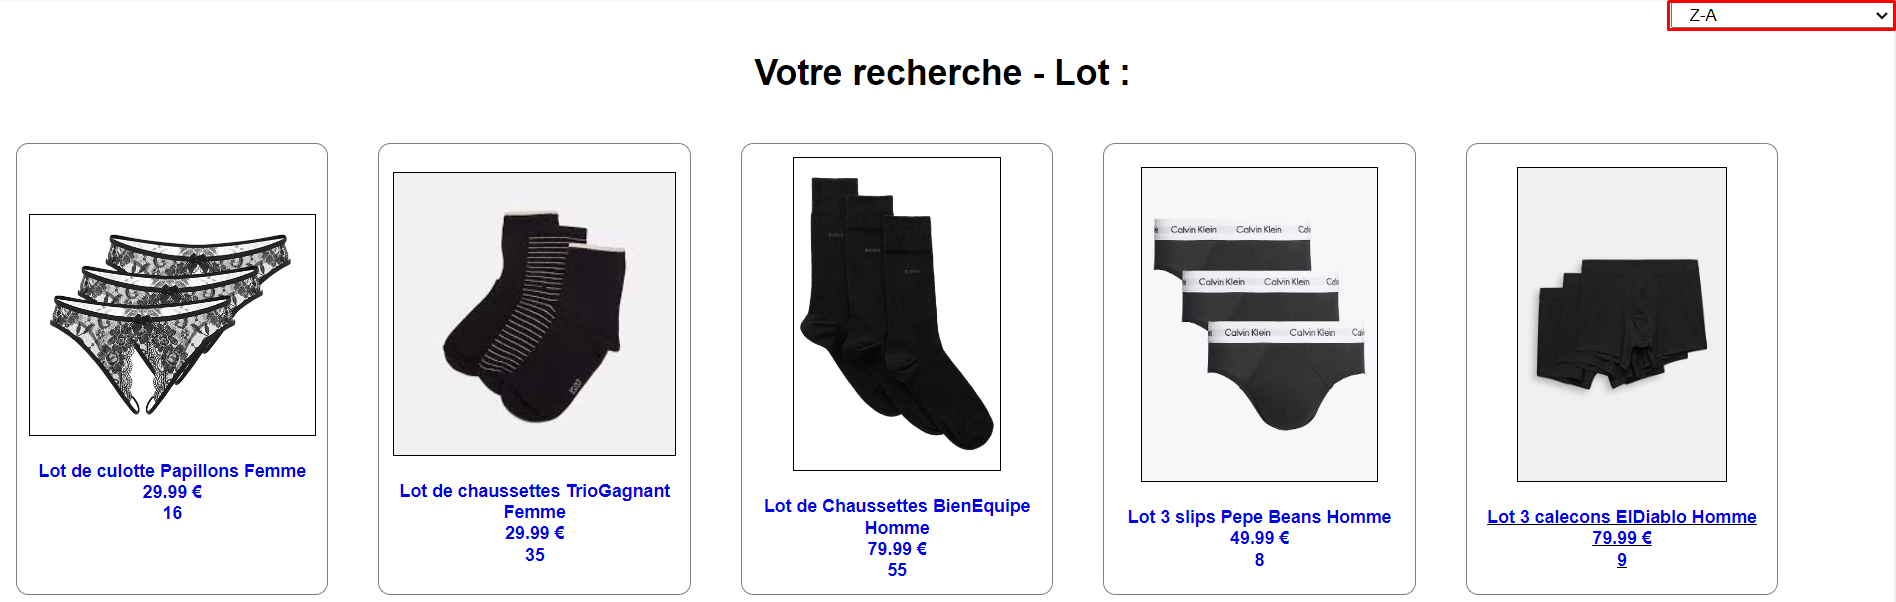 Z-A
Votre recherche - Lot :
Lot de culotte Papillons Femme
29.99 €
16
Lot de chaussettes TrioGagnant
Femme
29.99 €
35
BOSS
Lot de Chaussettes BienEquipe
Homme
79.99 €
55
Calvin Klein Calvin Klein
Calvin Klein Calvin Klein
Calvin Klein Calvin Klein
Lot 3 slips Pepe Beans Homme
49.99 €
8
Lot 3 calecons ElDiablo Homme
79.99 €
9